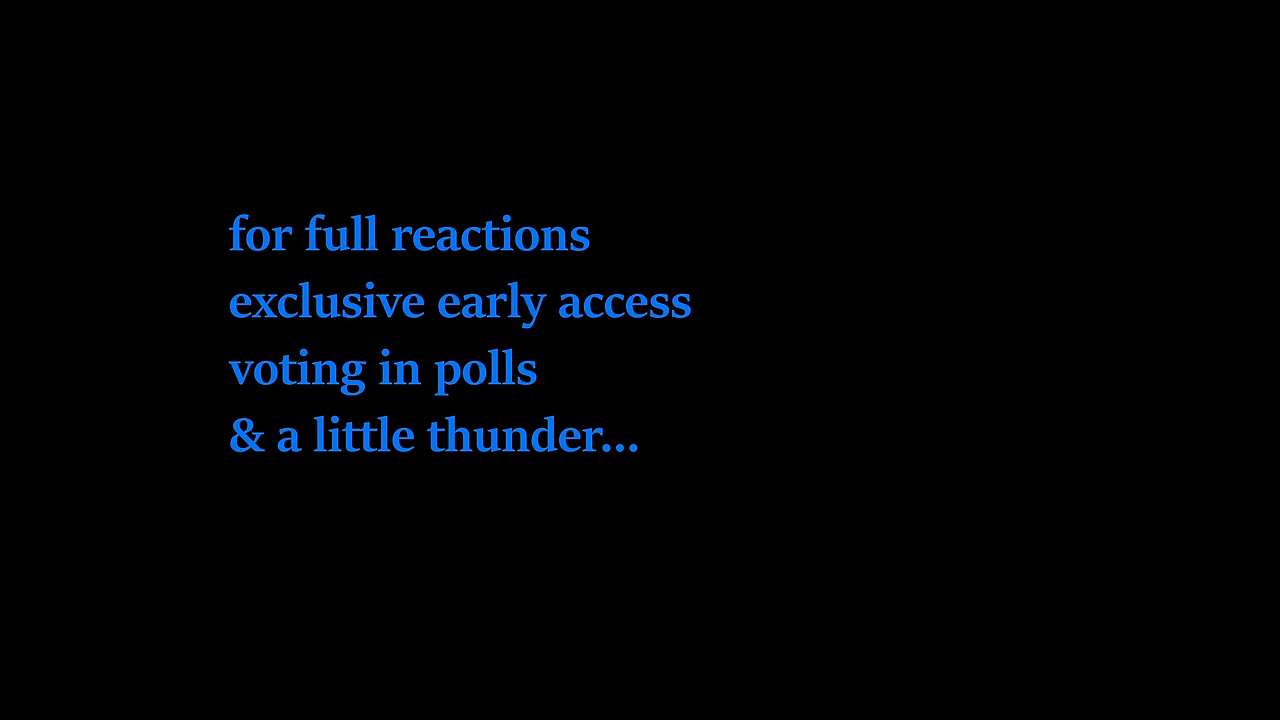 for full reactions
exclusive early access
voting in polls
& a little thunder...